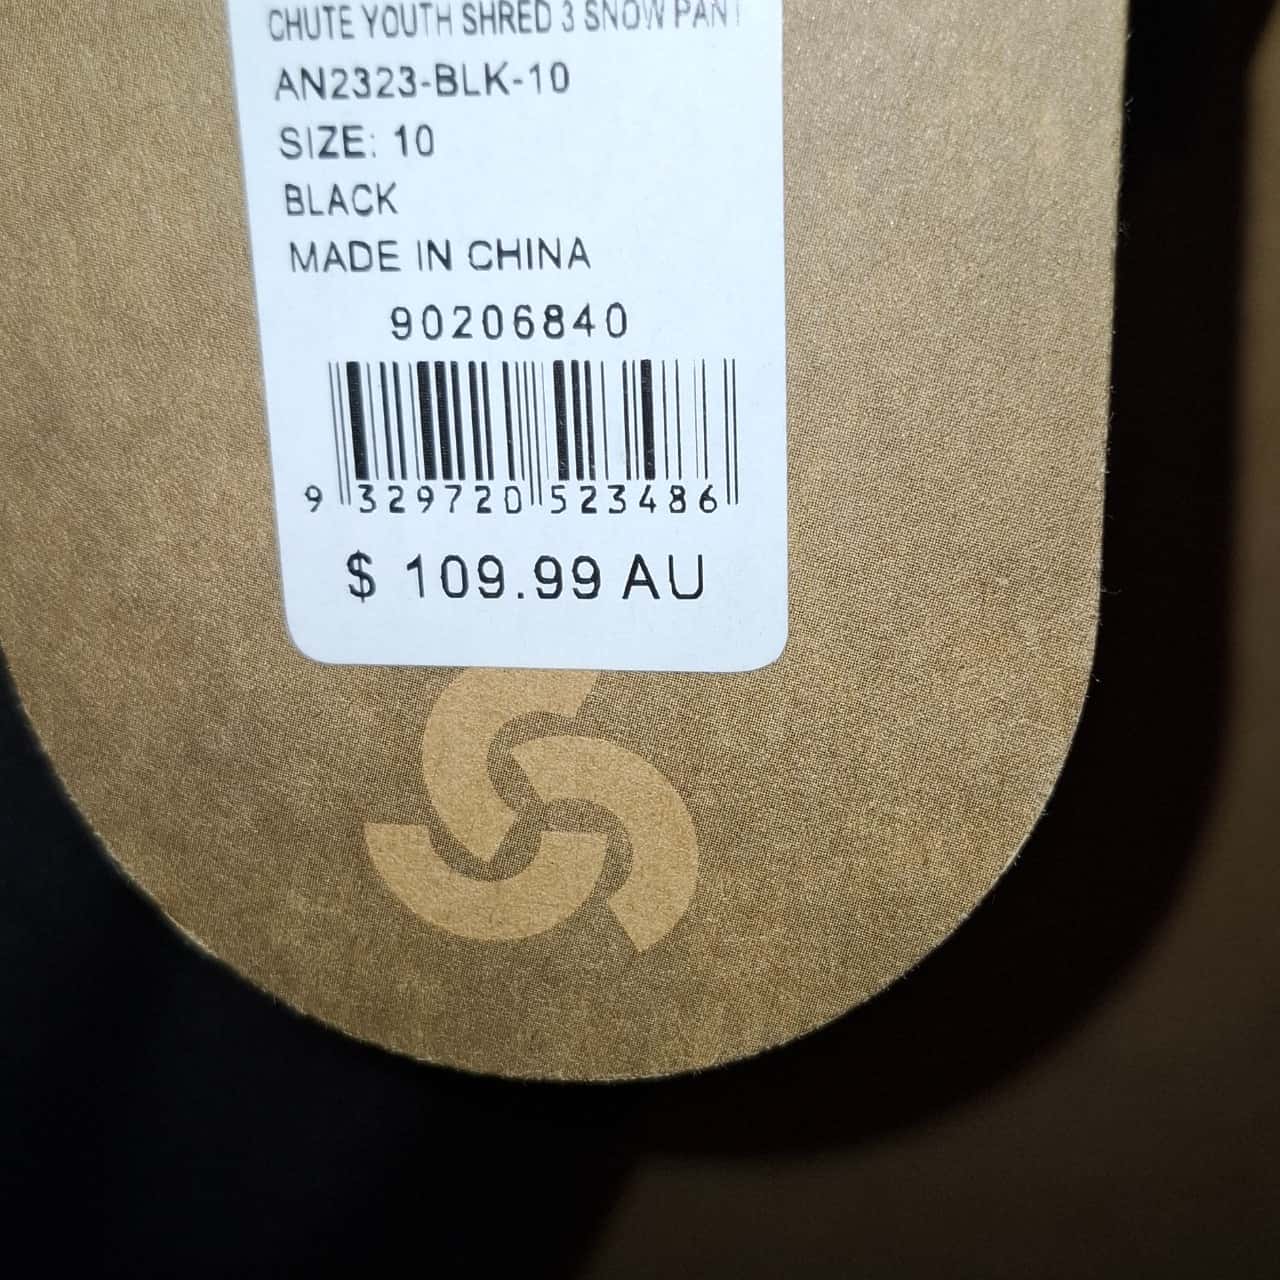 CHUTE YOUTH SHRED 3 SNOW PANT
AN2323-BLK-10
SIZE: 10
BLACK
MADE IN CHINA
90206840
9 329720 523486
$ 109.99 AU